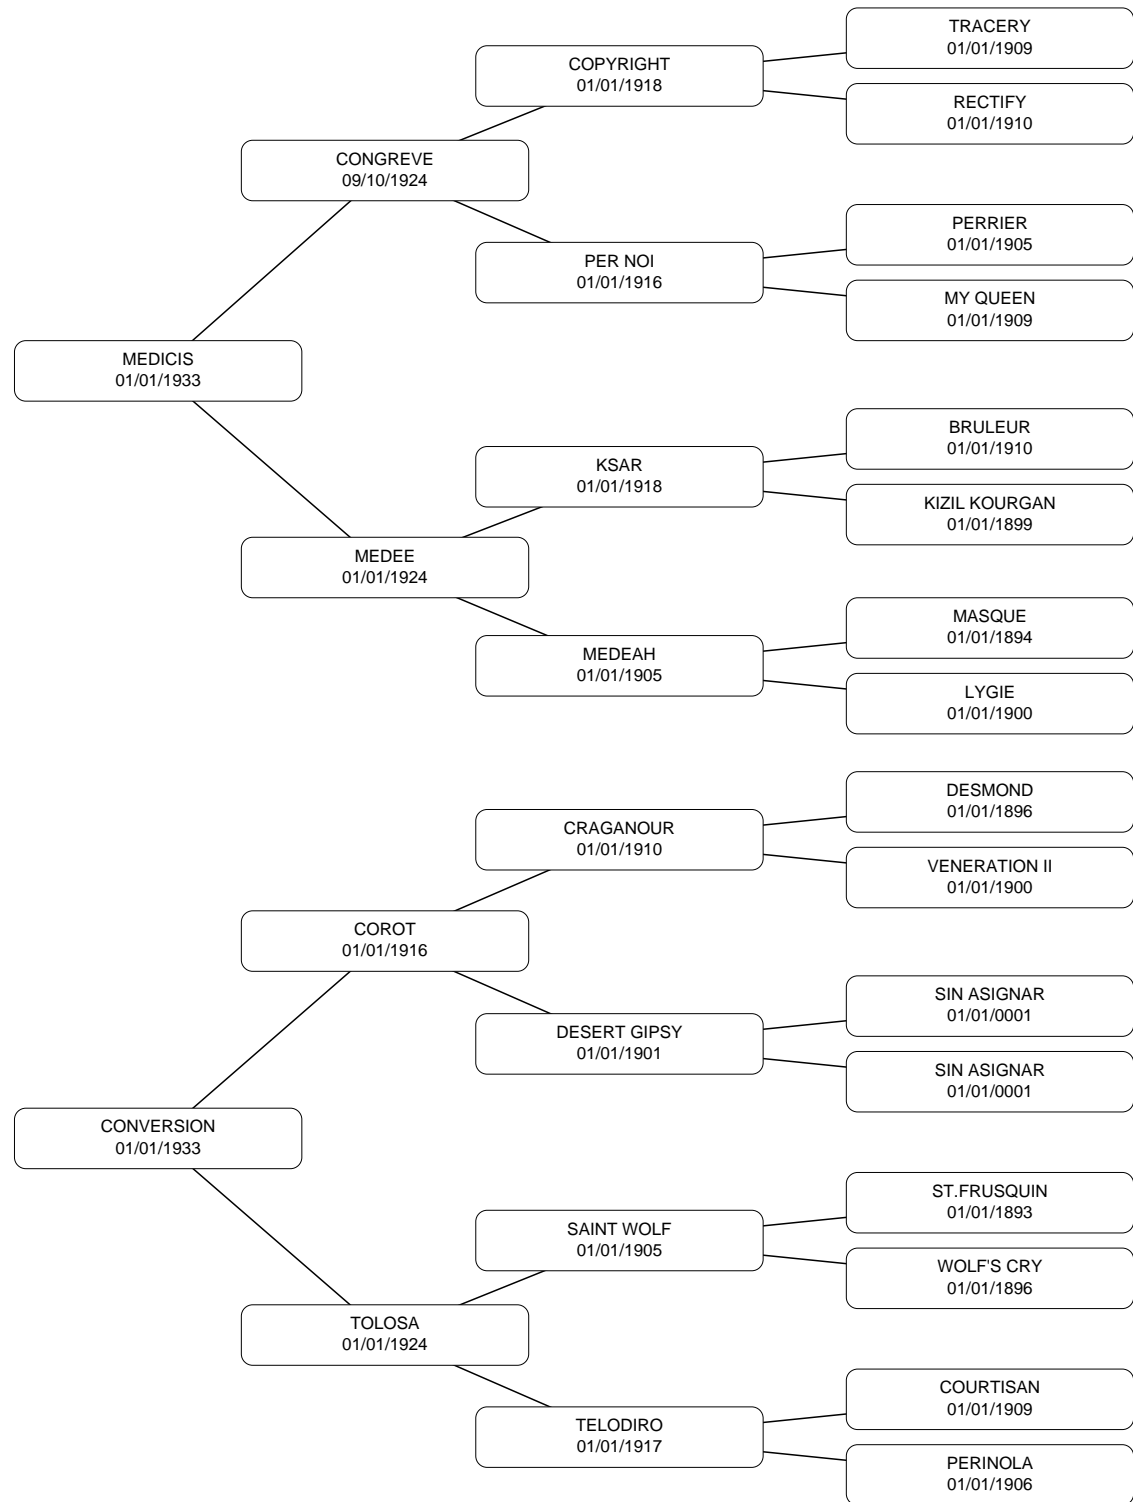 TRACERY
01/01/1909
COPYRIGHT
01/01/1918
RECTIFY
01/01/1910
CONGREVE
09/10/1924
PERRIER
01/01/1905
PER NOI
01/01/1916
MY QUEEN
01/01/1909
MEDICIS
01/01/1933
BRULEUR
01/01/1910
KSAR
01/01/1918
KIZIL KOURGAN
01/01/1899
MEDEE
01/01/1924
MASQUE
01/01/1894
MEDEAH
01/01/1905
LYGIE
01/01/1900
DESMOND
01/01/1896
CRAGANOUR
01/01/1910
VENERATION II
01/01/1900
COROT
01/01/1916
SIN ASIGNAR
01/01/0001
DESERT GIPSY
01/01/1901
SIN ASIGNAR
01/01/0001
CONVERSION
01/01/1933
ST.FRUSQUIN
01/01/1893
SAINT WOLF
01/01/1905
WOLF'S CRY
01/01/1896
TOLOSA
01/01/1924
COURTISAN
01/01/1909
TELODIRO
01/01/1917
PERINOLA
01/01/1906